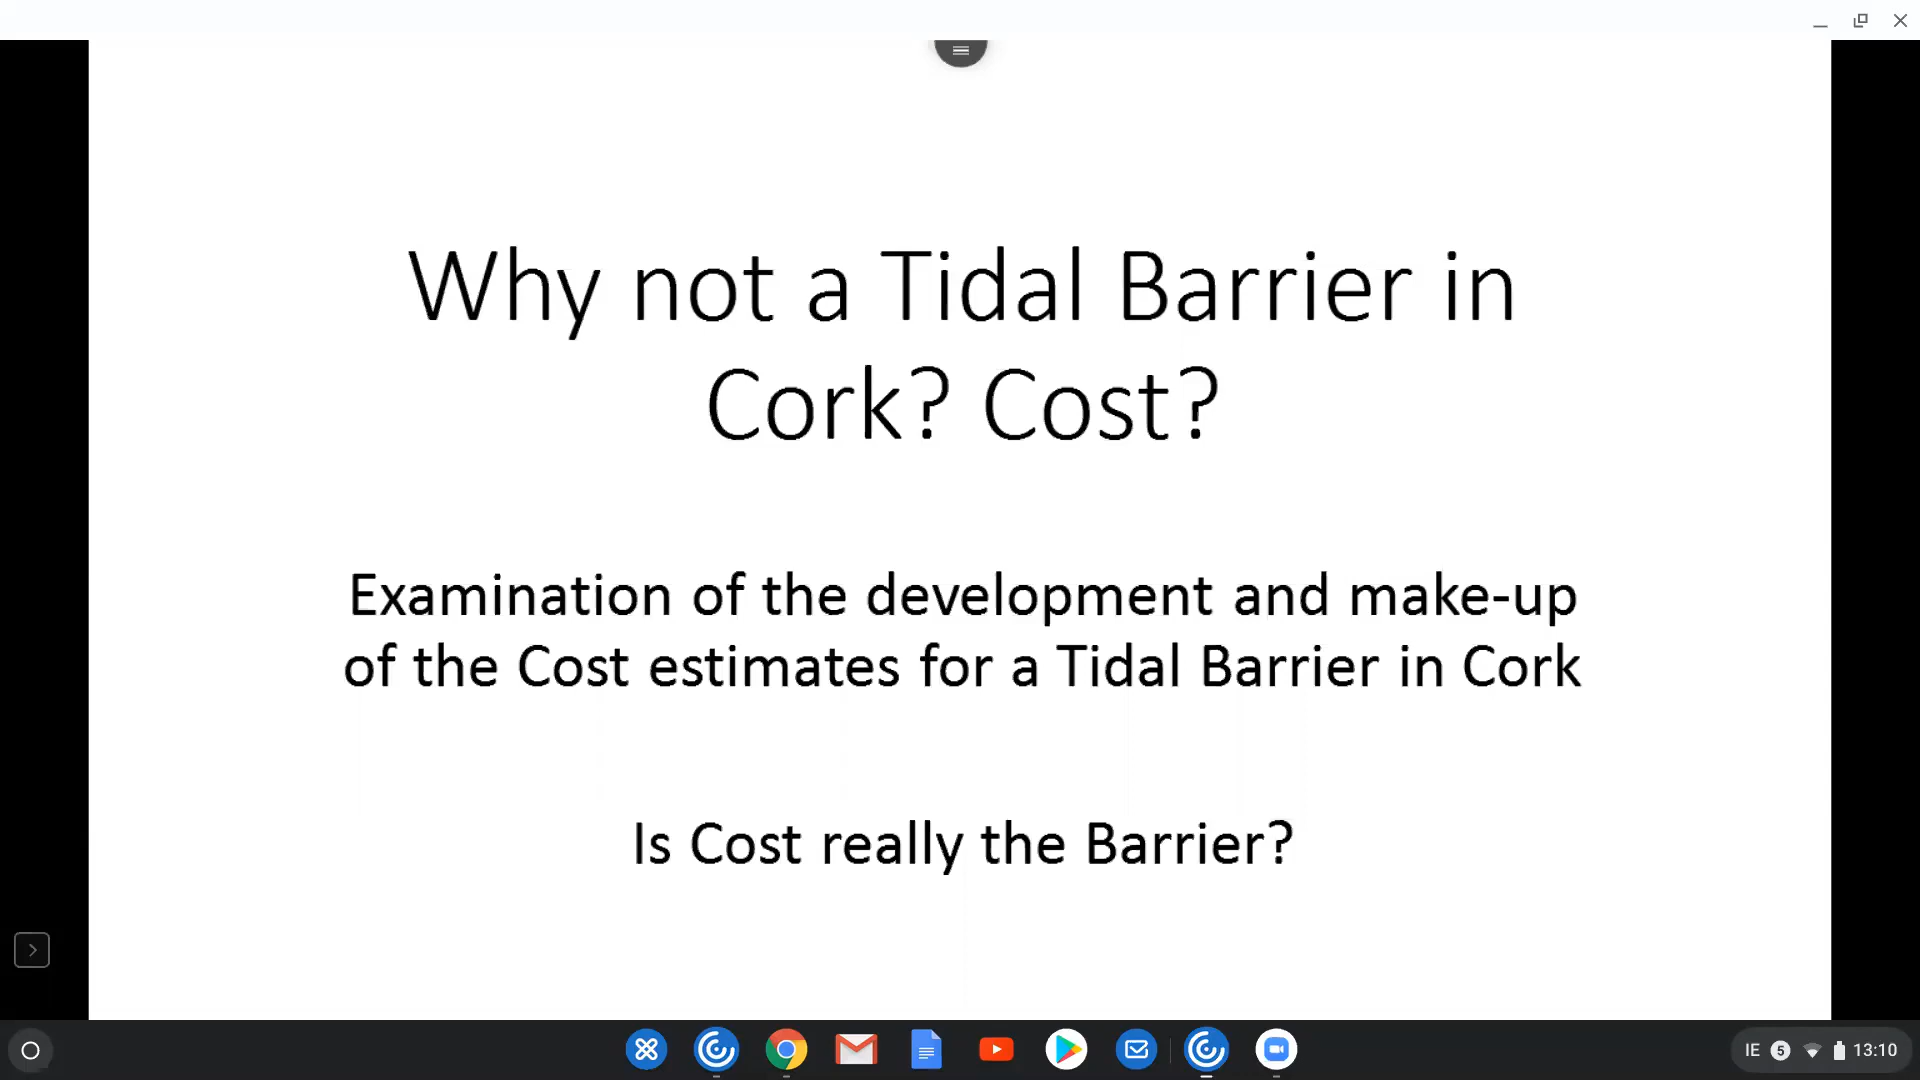 Why not a Tidal Barrier in
Cork? Cost?
Examination of the development and make-up
of the Cost estimates for a Tidal Barrier in Cork
Is Cost really the Barrier?
IE 5 13:10